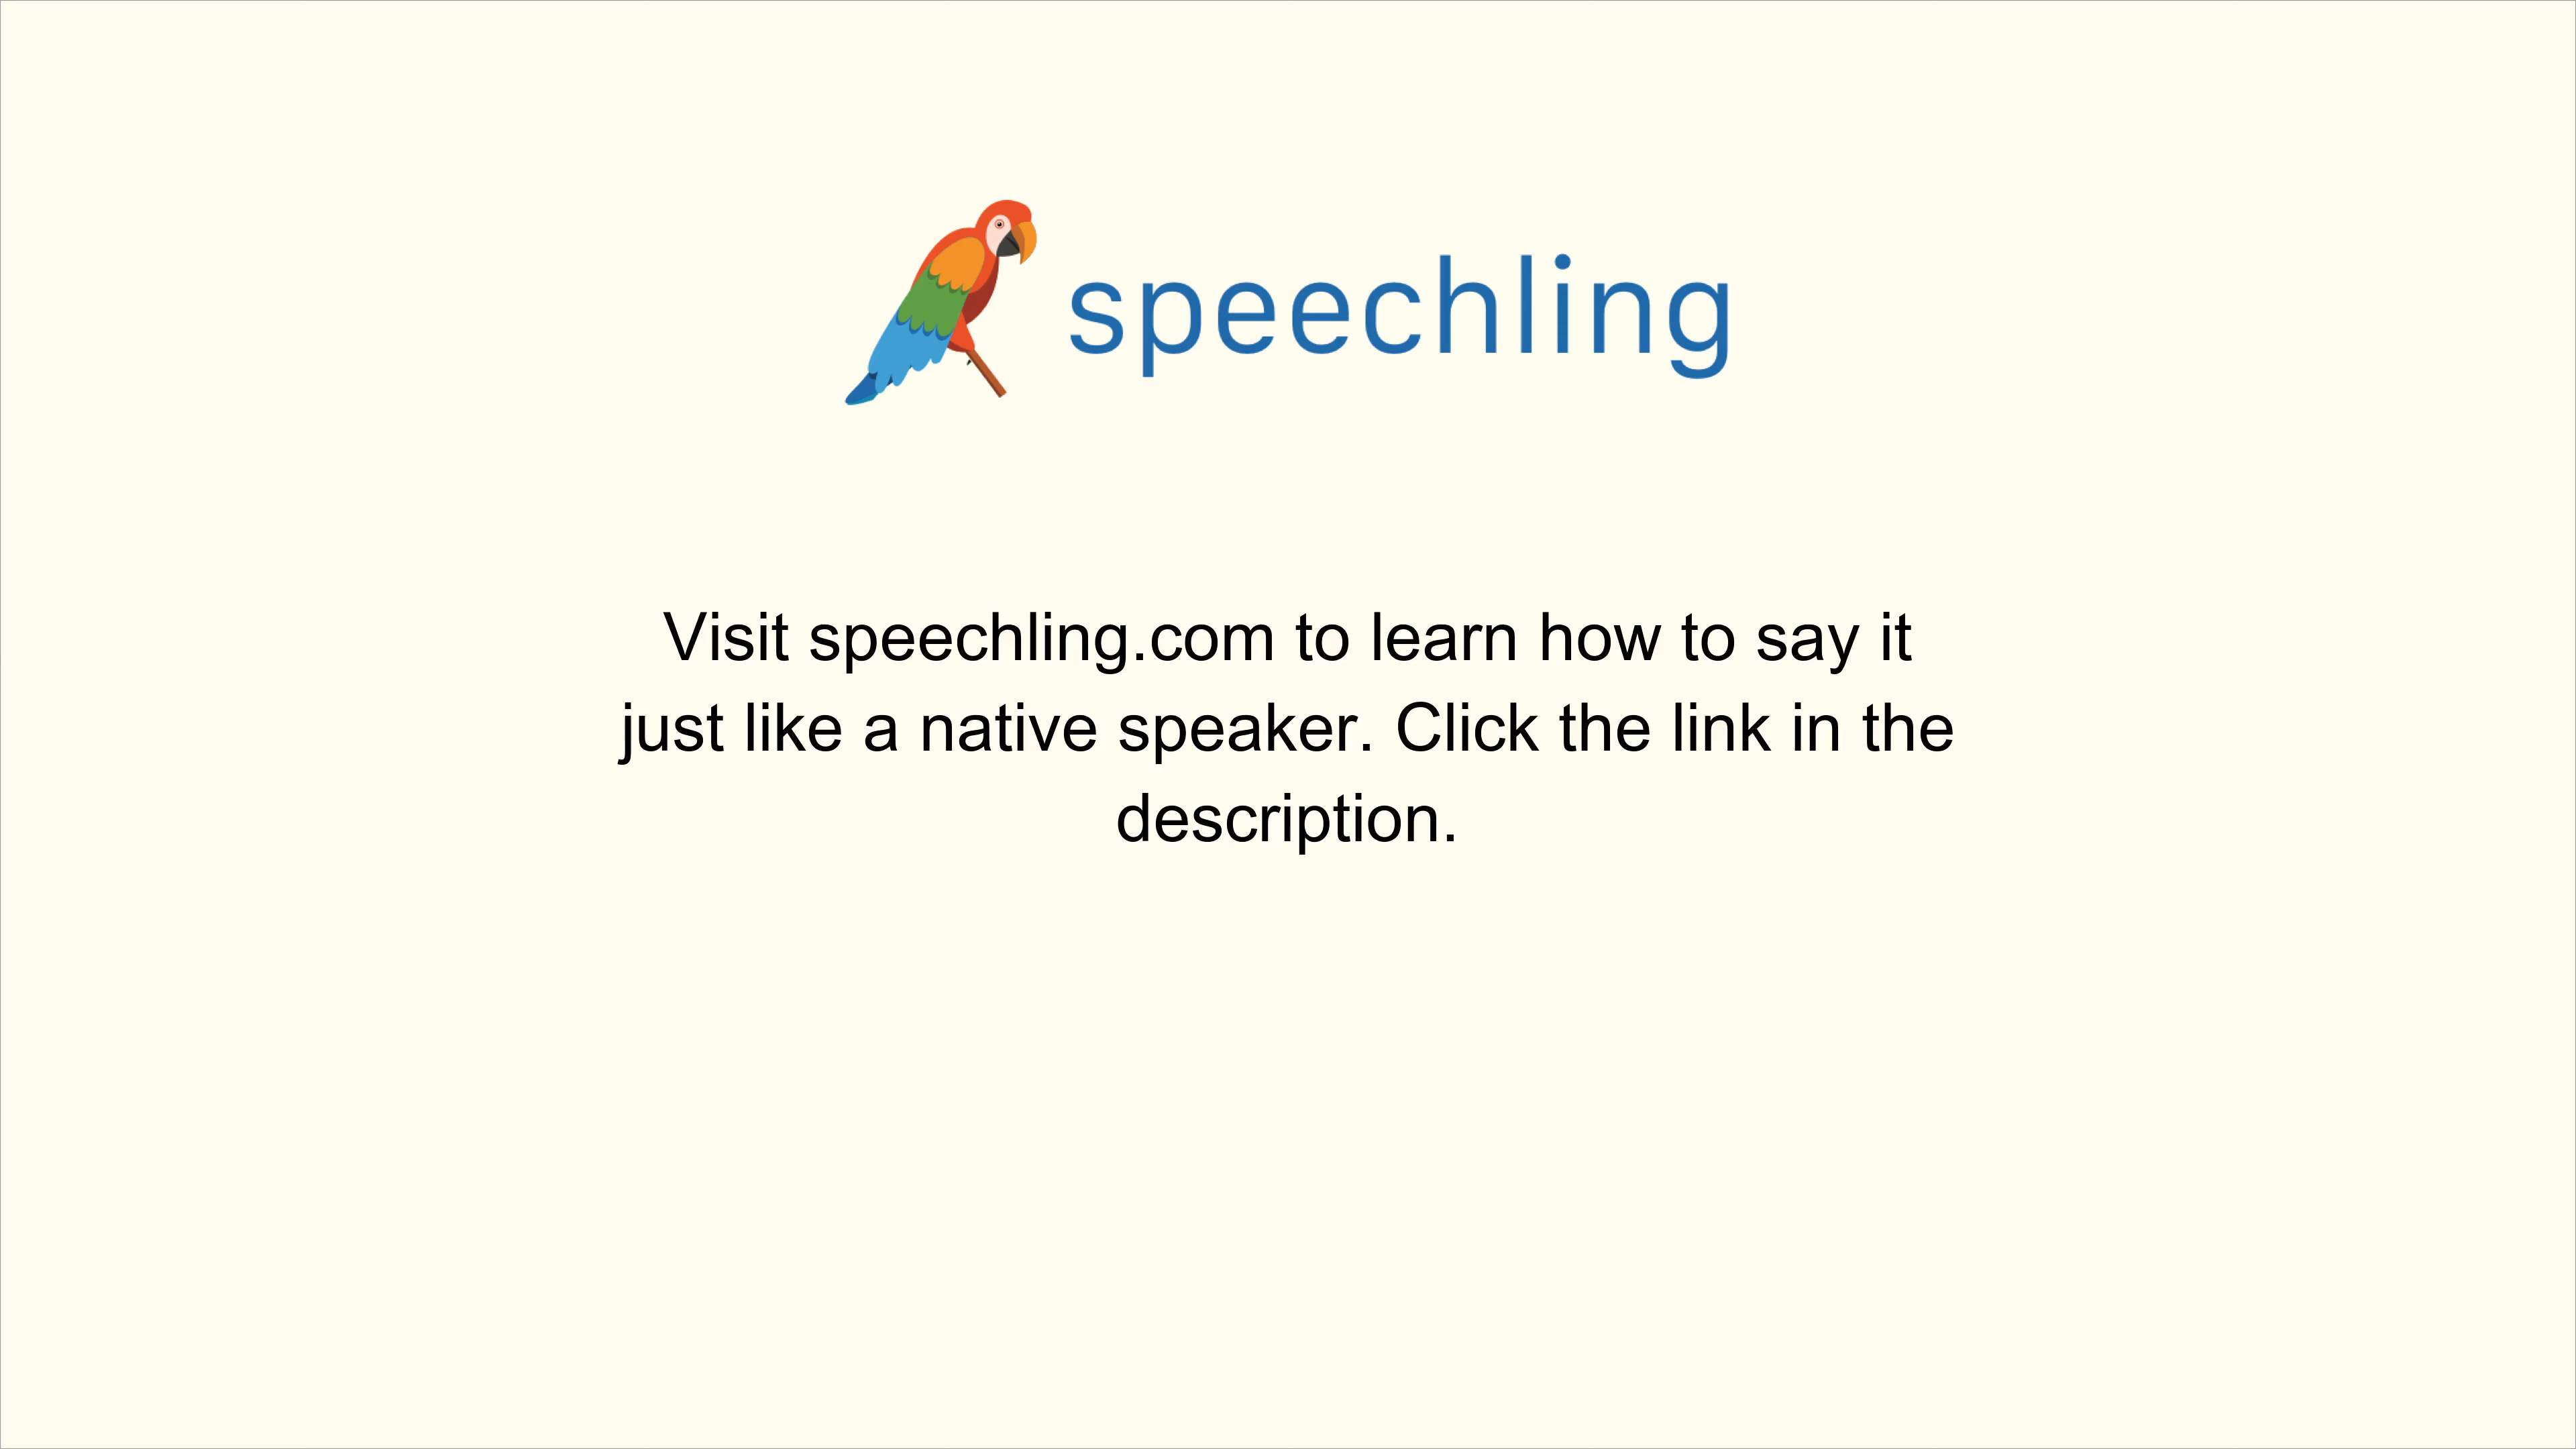 speechling
Visit speechling.com to learn how to say it
just like a native speaker. Click the link in the
description.